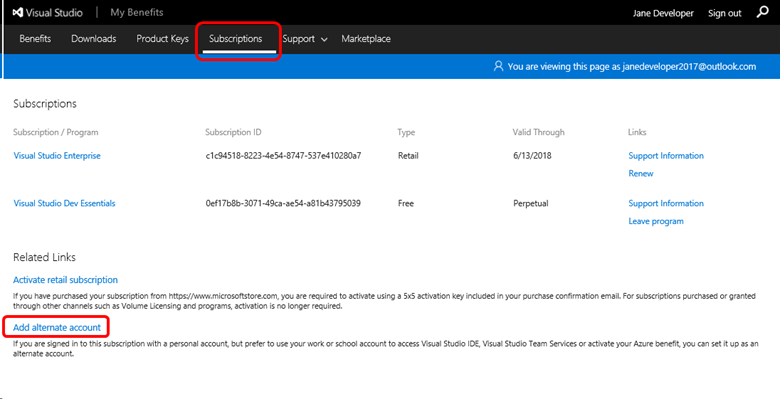 Visual Studio | My Benefits Jane Developer Sign out
Benefits Downloads Product Keys Subscriptions Support Marketplace
You are viewing this page as janedeveloper2017@outlook.com
Subscriptions
Subscription / Program Subscription ID Type Valid Through Links
Visual Studio Enterprise c1c94518-8223-4e54-8747-537e410280a7 Retail 6/13/2018 Support Information
Renew
Visual Studio Dev Essentials 0ef17b8b-3071-49ca-ae54-a81b43795039 Free Perpetual Support Information
Leave program
Related Links
Activate retail subscription
If you have purchased your subscription from https://www.microsoftstore.com, you are required to activate using a 5x5 activation key included in your purchase confirmation email. For subscriptions purchased or granted
through other channels such as Volume Licensing and programs, activation is no longer required.
Add alternate account
If you are signed in to this subscription with a personal account, but prefer to use your work or school account to access Visual Studio IDE, Visual Studio Team Services or activate your Azure benefit, you can set it up as an
alternate account.